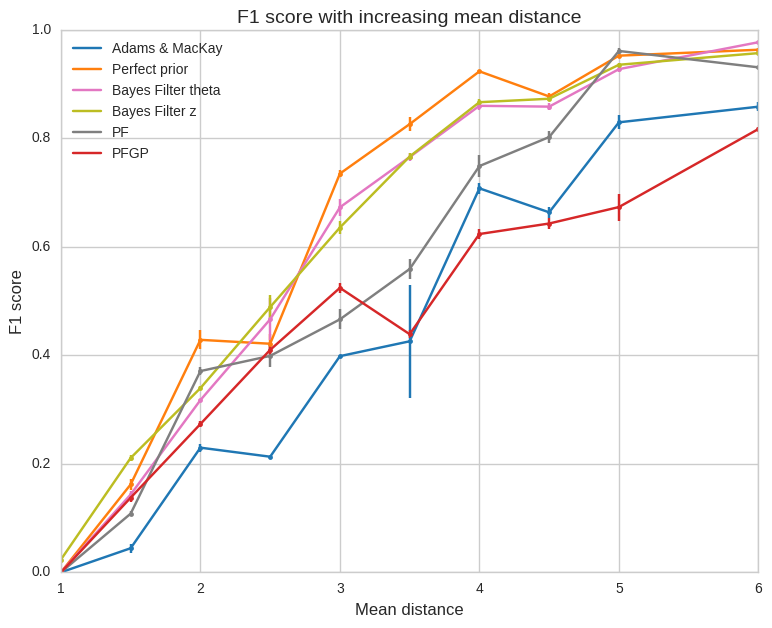 F1 score with increasing mean distance
Adams & MacKay
Perfect prior
Bayes Filter theta
Bayes Filter z
PF
PFGP
F1 score
1.0
0.8
0.6
0.4
0.2
0.0
1 2 3 4 5 6
Mean distance